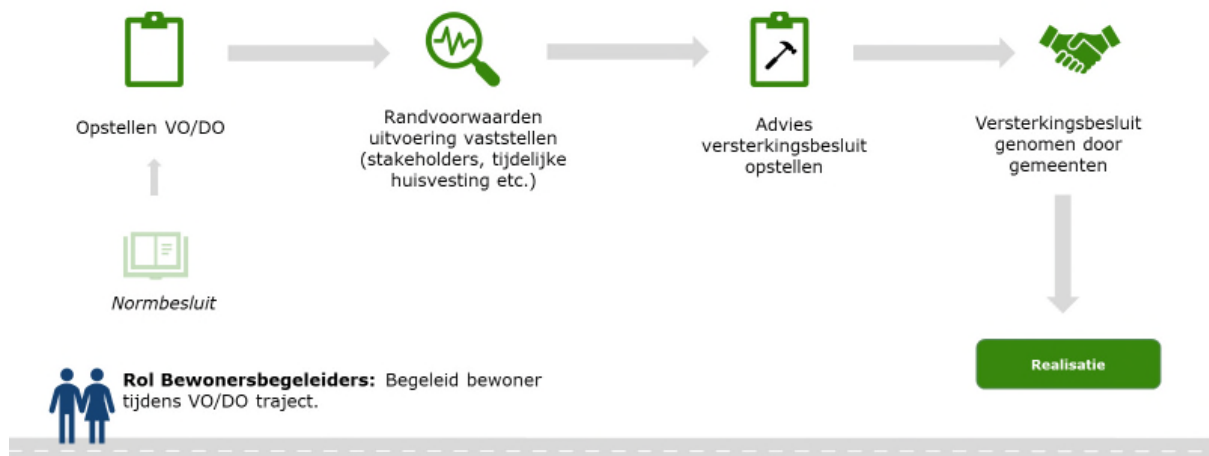 Opstellen VO/DO
Randvoorwaarden
uitvoering vaststellen
(stakeholders, tijdelijke
huisvesting etc.)
Advies
versterkingsbesluit
opstellen
Versterkingsbesluit
genomen door
gemeenten
Normbesluit
Realisatie
Rol Bewonersbegeleiders: Begeleid bewoner
tijdens VO/DO traject.